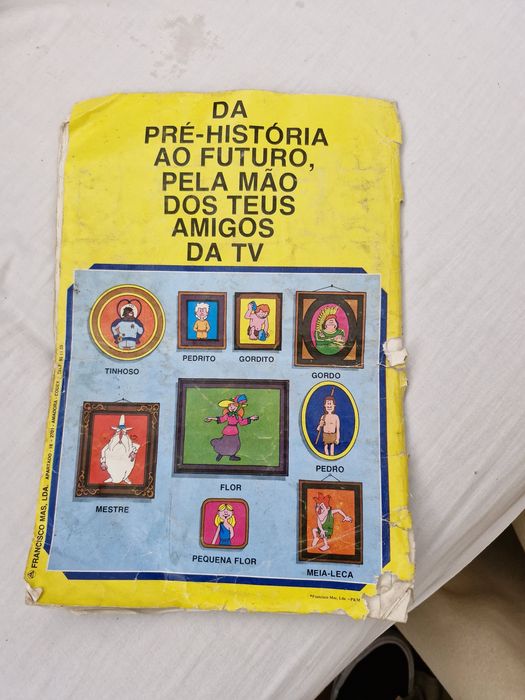 DA
PRÉ-HISTÓRIA
AO FUTURO,
PELA MÃO
DOS TEUS
AMIGOS
DA TV
TINHOSO
PEDRITO
GORDITO
GORDO
MESTRE
FLOR
PEDRO
PEQUENA FLOR
MEIA-LECA
FRANCISCO MAS, LDA. APARTADO